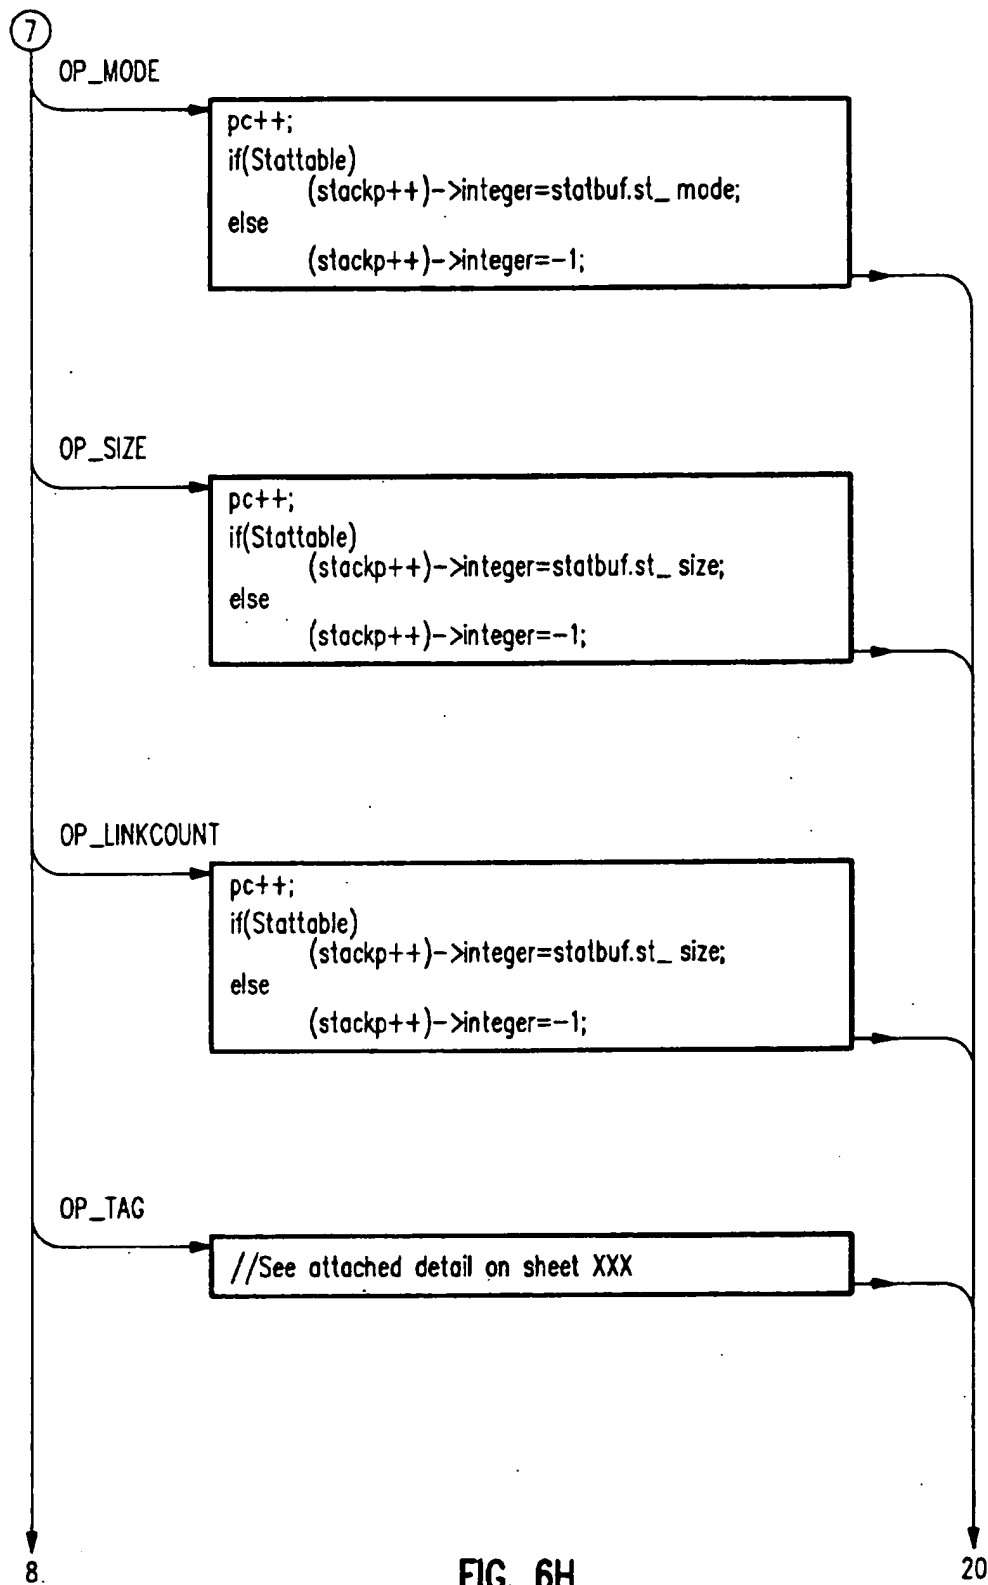 7
OP_MODE
pc++;
if(Stattable)
(stackp++)->integer=statbuf.st_ mode;
else
(stackp++)->integer=-1;
OP_SIZE
pc++;
if(Stattable)
(stackp++)->integer=statbuf.st_ size;
else
(stackp++)->integer=-1;
OP_LINKCOUNT
pc++;
if(Stattable)
(stackp++)->integer=statbuf.st_ size;
else
(stackp++)->integer=-1;
OP_TAG
//See attached detail on sheet XXX
8
FIG. 6H
20